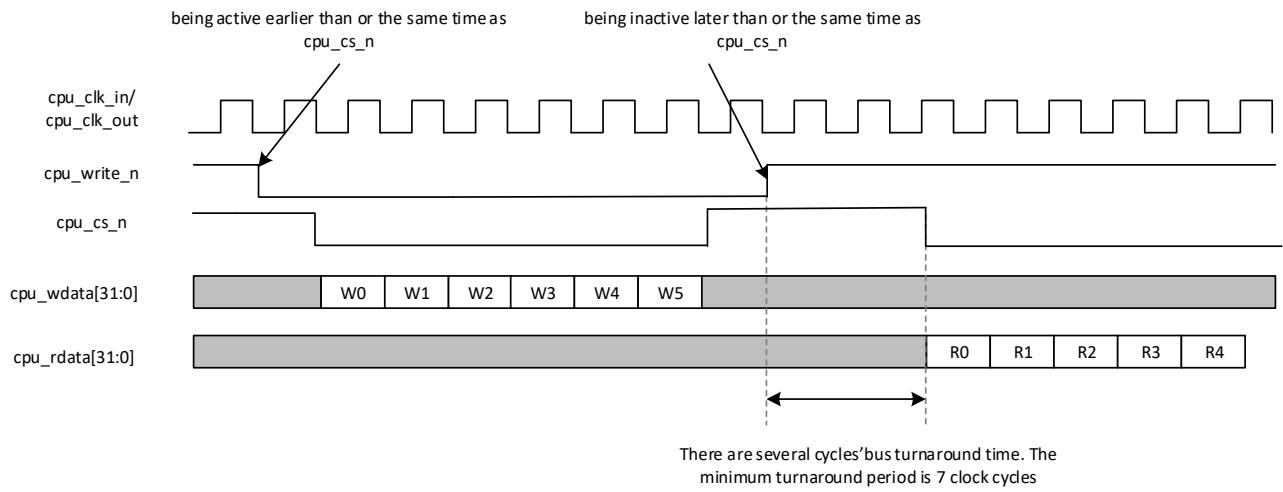 being active earlier than or the same time as
cpu_cs_n
being inactive later than or the same time as
cpu_cs_n
cpu_clk_in/
cpu_clk_out
cpu_write_n
cpu_cs_n
cpu_wdata[31:0]
W0 W1 W2 W3 W4 W5
cpu_rdata[31:0]
R0 R1 R2 R3 R4
There are several cycles’bus turnaround time. The
minimum turnaround period is 7 clock cycles